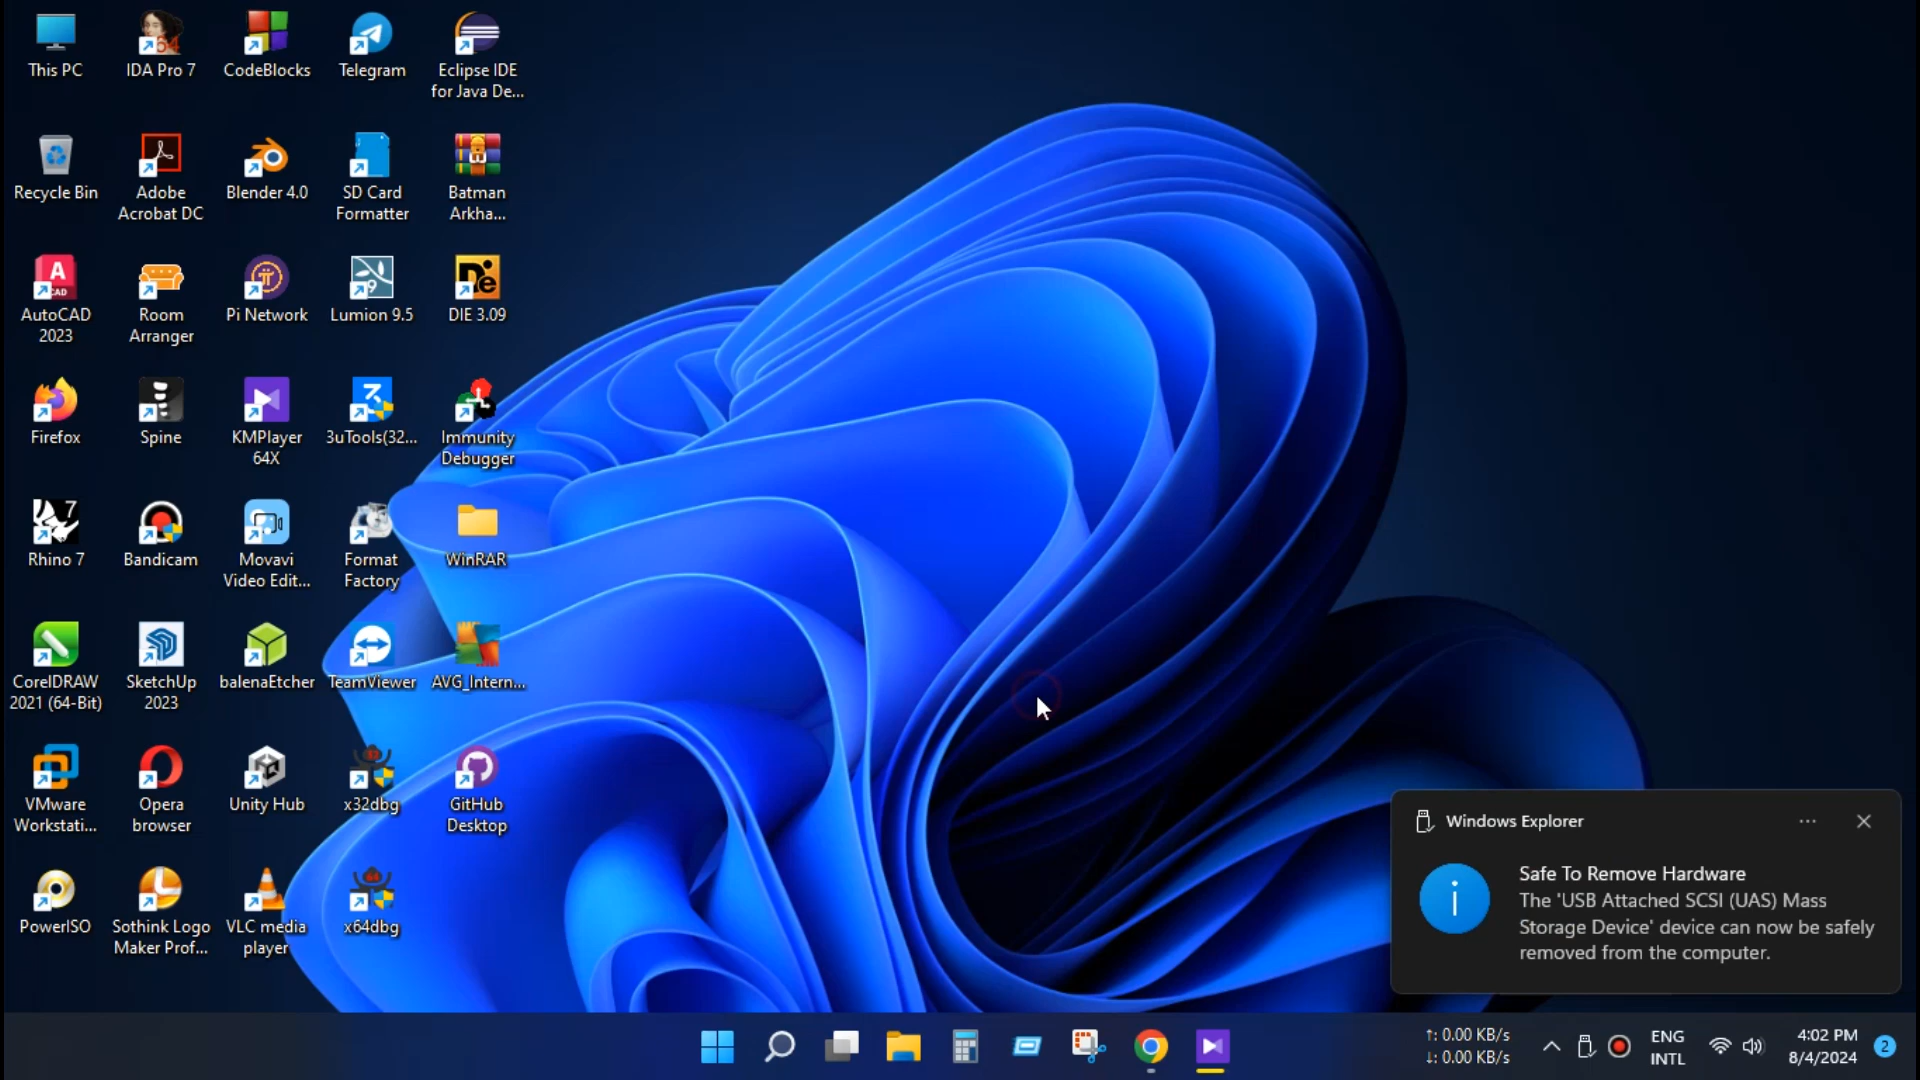 This PC
IDA Pro 7
CodeBlocks
Telegram
Eclipse IDE
for Java De...
Recycle Bin
Adobe
Acrobat DC
Blender 4.0
SD Card
Formatter
Batman
Arkha...
AutoCAD
2023
Room
Arranger
Pi Network
Lumion 9.5
DIE 3.09
Firefox
Spine
KMPlayer
64X
3uTools(32...
Immunity
Debugger
Rhino 7
Bandicam
Movavi
Video Edit...
Format
Factory
WinRAR
CorelDRAW
2021 (64-Bit)
SketchUp
2023
balenaEtcher
TeamViewer
AVG_Intern...
VMware
Workstati...
Opera
browser
Unity Hub
x32dbg
GitHub
Desktop
PowerISO
Sothink Logo
Maker Prof...
VLC media
player
x64dbg
Windows Explorer
Safe To Remove Hardware
The 'USB Attached SCSI (UAS) Mass
Storage Device' device can now be safely
removed from the computer.
↑: 0.00 KB/s
↓: 0.00 KB/s
ENG
INTL
4:02 PM
8/4/2024
2